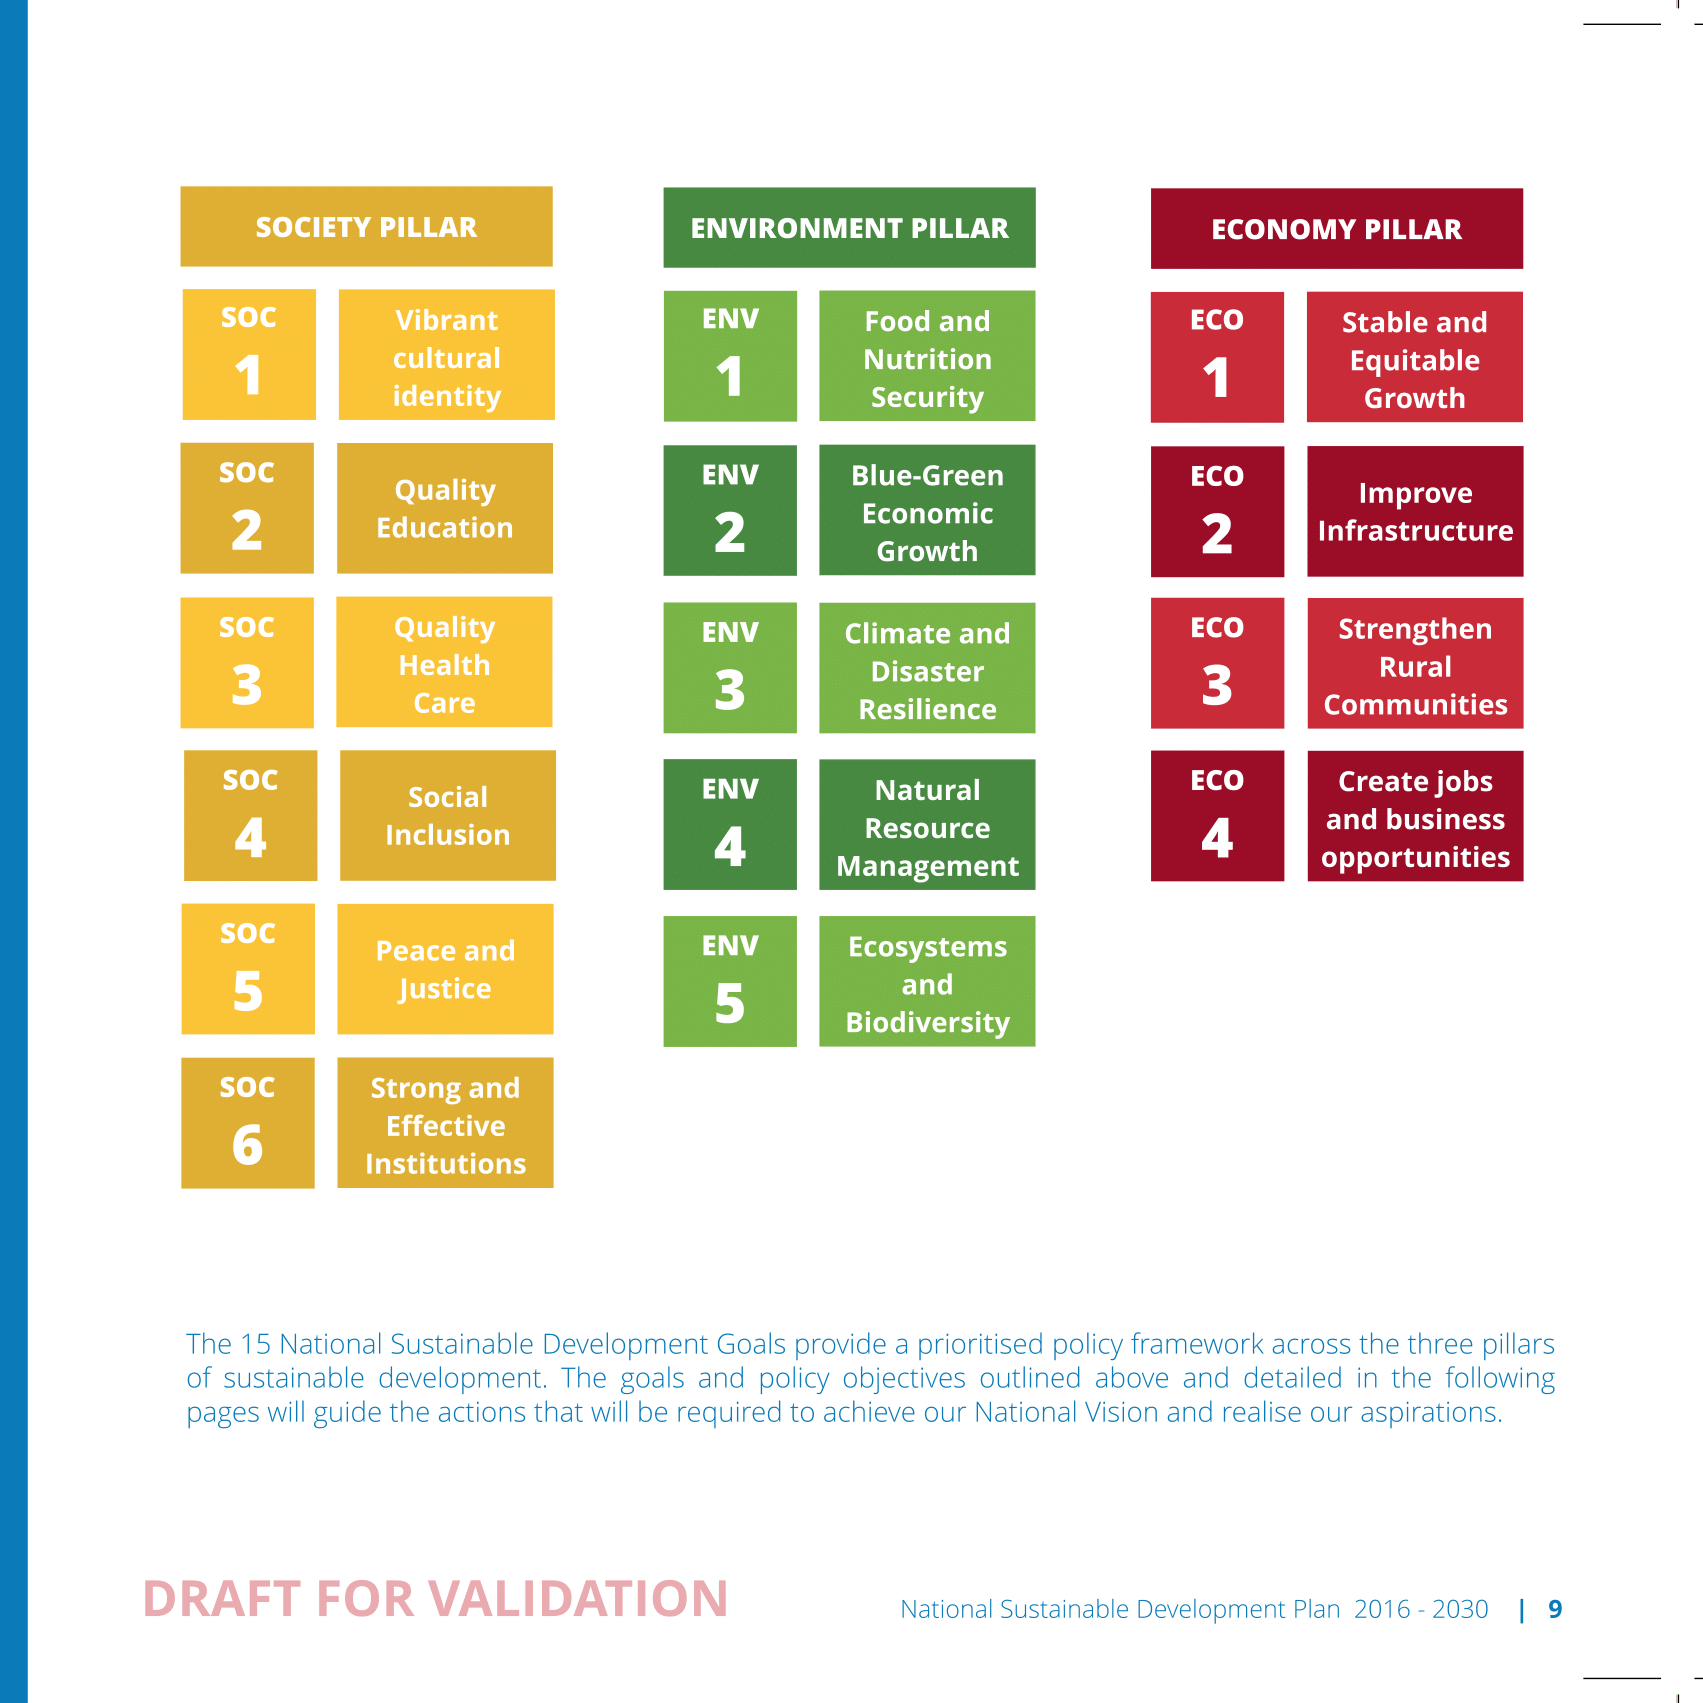 SOCIETY PILLAR
SOC
1
Vibrant
cultural
identity
SOC
2
Quality
Education
SOC
3
Quality
Health
Care
SOC
4
Social
Inclusion
SOC
5
Peace and
Justice
SOC
6
Strong and
Effective
Institutions
ENVIRONMENT PILLAR
ENV
1
Food and
Nutrition
Security
ENV
2
Blue-Green
Economic
Growth
ENV
3
Climate and
Disaster
Resilience
ENV
4
Natural
Resource
Management
ENV
5
Ecosystems
and
Biodiversity
ECONOMY PILLAR
ECO
1
Stable and
Equitable
Growth
ECO
2
Improve
Infrastructure
ECO
3
Strengthen
Rural
Communities
ECO
4
Create jobs
and business
opportunities
The 15 National Sustainable Development Goals provide a prioritised policy framework across the three pillars
of sustainable development. The goals and policy objectives outlined above and detailed in the following
pages will guide the actions that will be required to achieve our National Vision and realise our aspirations.
DRAFT FOR VALIDATION
National Sustainable Development Plan 2016 - 2030 | 9